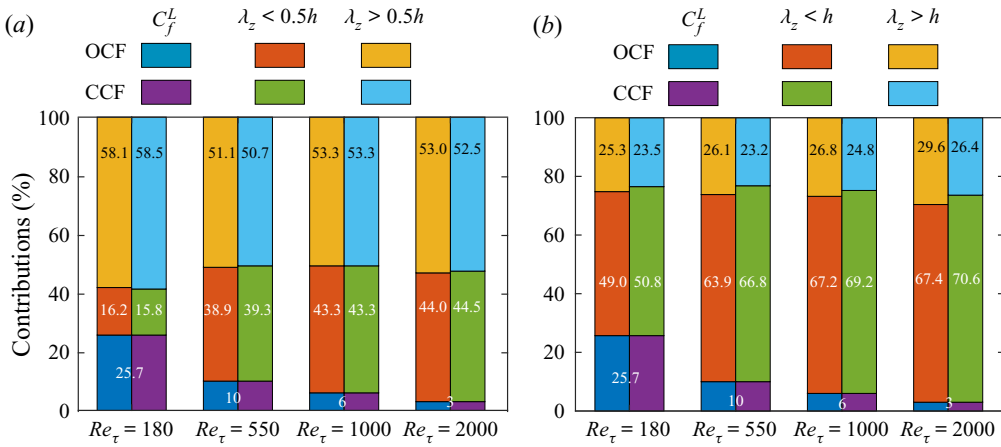 (a) C_f^L λ_z < 0.5h λ_z > 0.5h
OCF
CCF
100
80
60
40
20
0
Contributions (%)
58.1 58.5 51.1 50.7 53.3 53.3 53.0 52.5
16.2 15.8 38.9 39.3 43.3 43.3 44.0 44.5
25.7 10 6 3
Re_τ = 180 Re_τ = 550 Re_τ = 1000 Re_τ = 2000
(b) C_f^L λ_z < h λ_z > h
OCF
CCF
100
80
60
40
20
0
25.3 23.5 26.1 23.2 26.8 24.8 29.6 26.4
49.0 50.8 63.9 66.8 67.2 69.2 67.4 70.6
25.7 10 6 3
Re_τ = 180 Re_τ = 550 Re_τ = 1000 Re_τ = 2000